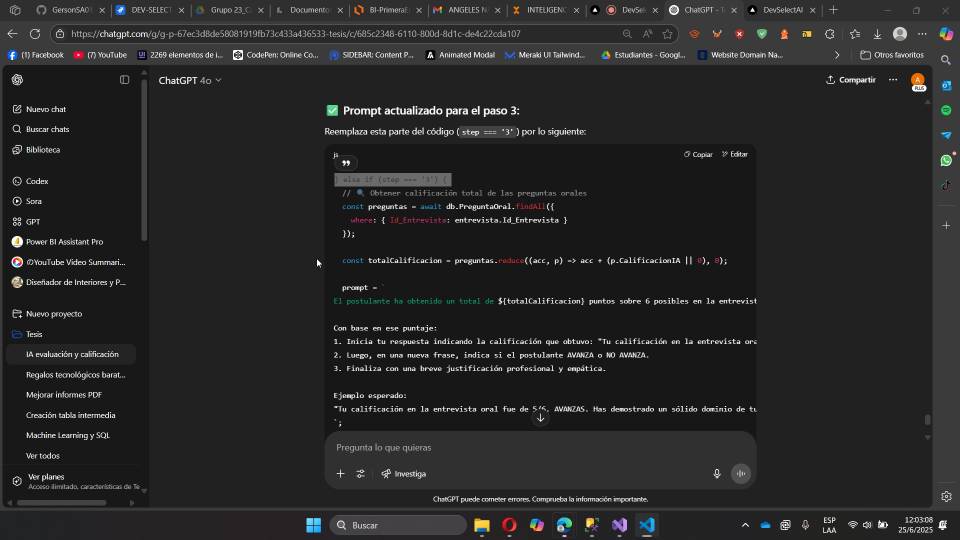 GersonSA01
DEV-SELECT
Grupo 23_C
Documento
BI-PrimeraE
ANGELES N
INTELIGENC
DevSele
ChatGPT - T
DevSelectAI
https://chatgpt.com/g/g-p-67ec3d8de58081919fb73c433a436533-tesis/c/685c2348-6110-800d-8d1c-de4c22cda107
(1) Facebook
(7) YouTube
2269 elementos de i...
CodePen: Online Co...
SIDEBAR: Content P...
Animated Modal
Meraki UI Tailwind...
Estudiantes - Googl...
Website Domain Na...
Otros favoritos
ChatGPT 4o
Compartir
A
PLUS
Nuevo chat
Buscar chats
Biblioteca
Codex
Sora
GPT
Power BI Assistant Pro
©YouTube Video Summari...
Diseñador de Interiores y P...
Nuevo proyecto
Tesis
IA evaluación y calificación
Regalos tecnológicos barat...
Mejorar informes PDF
Creación tabla intermedia
Machine Learning y SQL
Ver todos
Ver planes
Acceso ilimitado, características de Te
Prompt actualizado para el paso 3:
Reemplaza esta parte del código (step === '3') por lo siguiente:
js
Copiar
Editar
} else if (step === '3') {
// 🔍 Obtener calificación total de las preguntas orales
const preguntas = await db.PreguntaOral.findAll({
where: { Id_Entrevista: entrevista.Id_Entrevista }
});
const totalCalificacion = preguntas.reduce((acc, p) => acc + (p.CalificacionIA || 0), 0);
prompt = `
El postulante ha obtenido un total de ${totalCalificacion} puntos sobre 6 posibles en la entrevist
Con base en ese puntaje:
1. Inicia tu respuesta indicando la calificación que obtuvo: "Tu calificación en la entrevista ora
2. Luego, en una nueva frase, indica si el postulante AVANZA o NO AVANZA.
3. Finaliza con una breve justificación profesional y empática.
Ejemplo esperado:
"Tu calificación en la entrevista oral fue de 5/6. AVANZAS. Has demostrado un sólido dominio de tu
`;
Pregunta lo que quieras
Investiga
ChatGPT puede cometer errores. Comprueba la información importante.
Buscar
ESP
LAA
12:03:08
25/6/2025